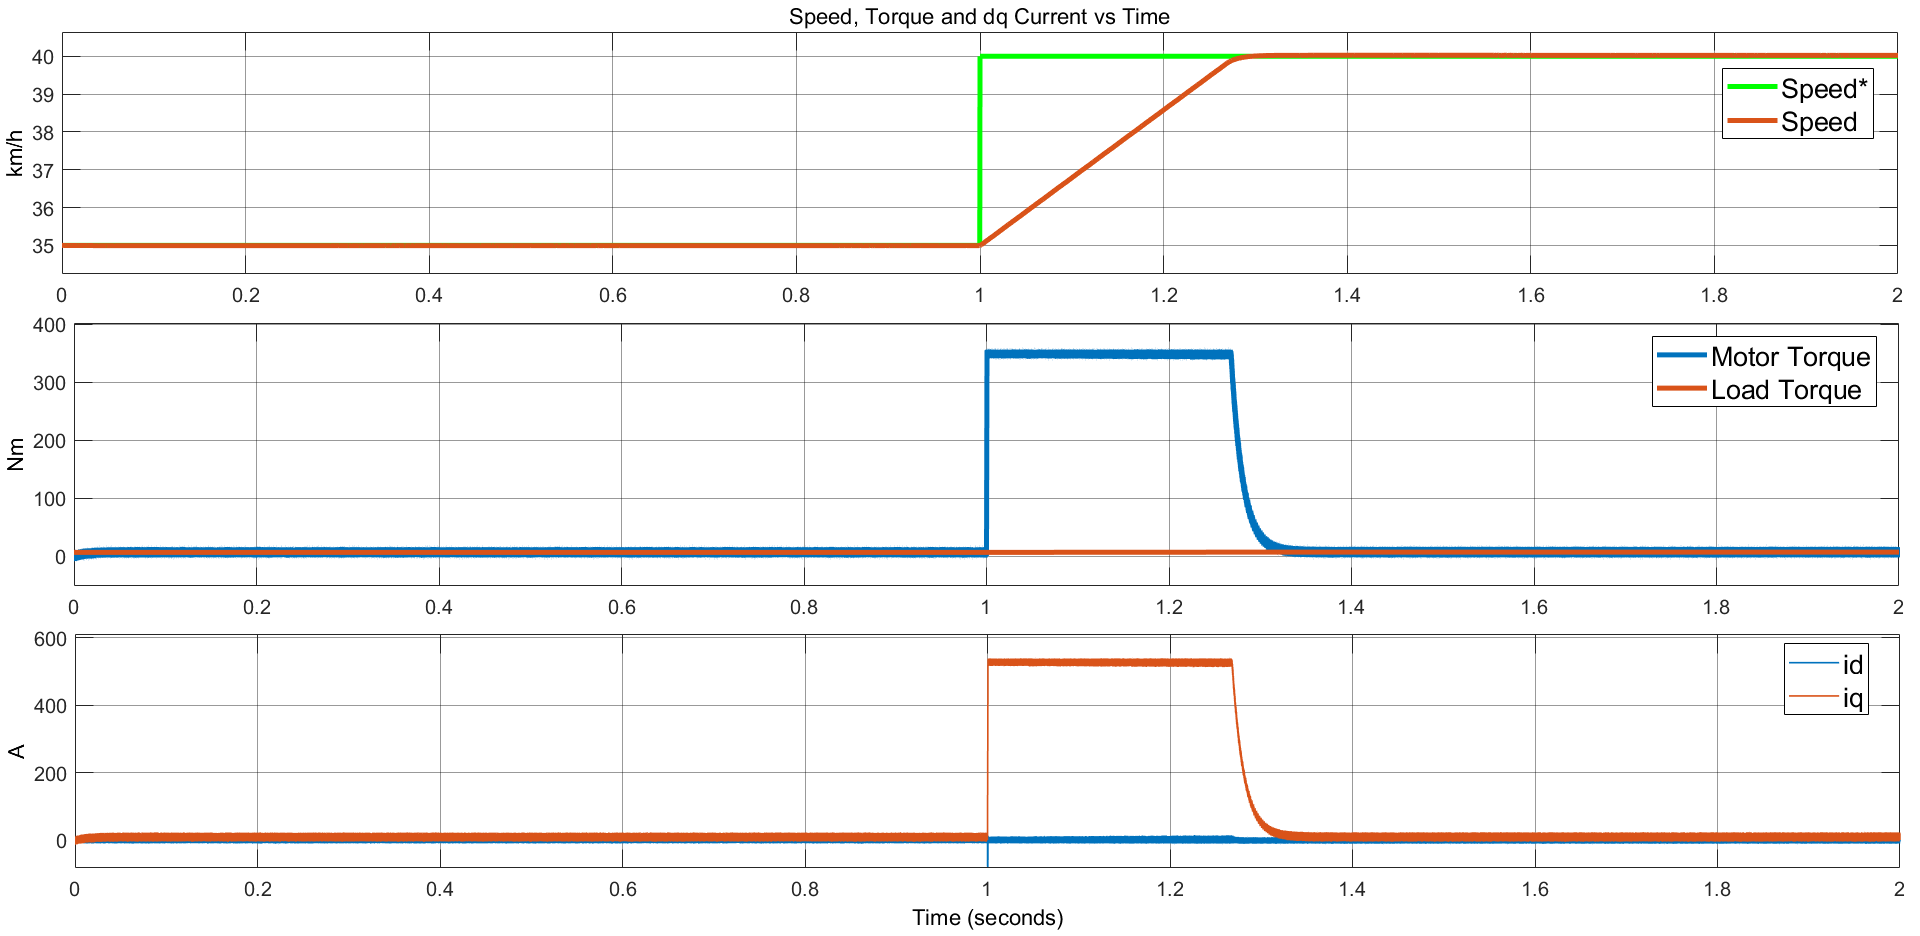 Speed, Torque and dq Current vs Time
40
39
38
37
36
35
km/h
Speed*
Speed
0 0.2 0.4 0.6 0.8 1 1.2 1.4 1.6 1.8 2
400
300
200
100
0
Nm
Motor Torque
Load Torque
0 0.2 0.4 0.6 0.8 1 1.2 1.4 1.6 1.8 2
600
400
200
0
A
id
iq
0 0.2 0.4 0.6 0.8 1 1.2 1.4 1.6 1.8 2
Time (seconds)